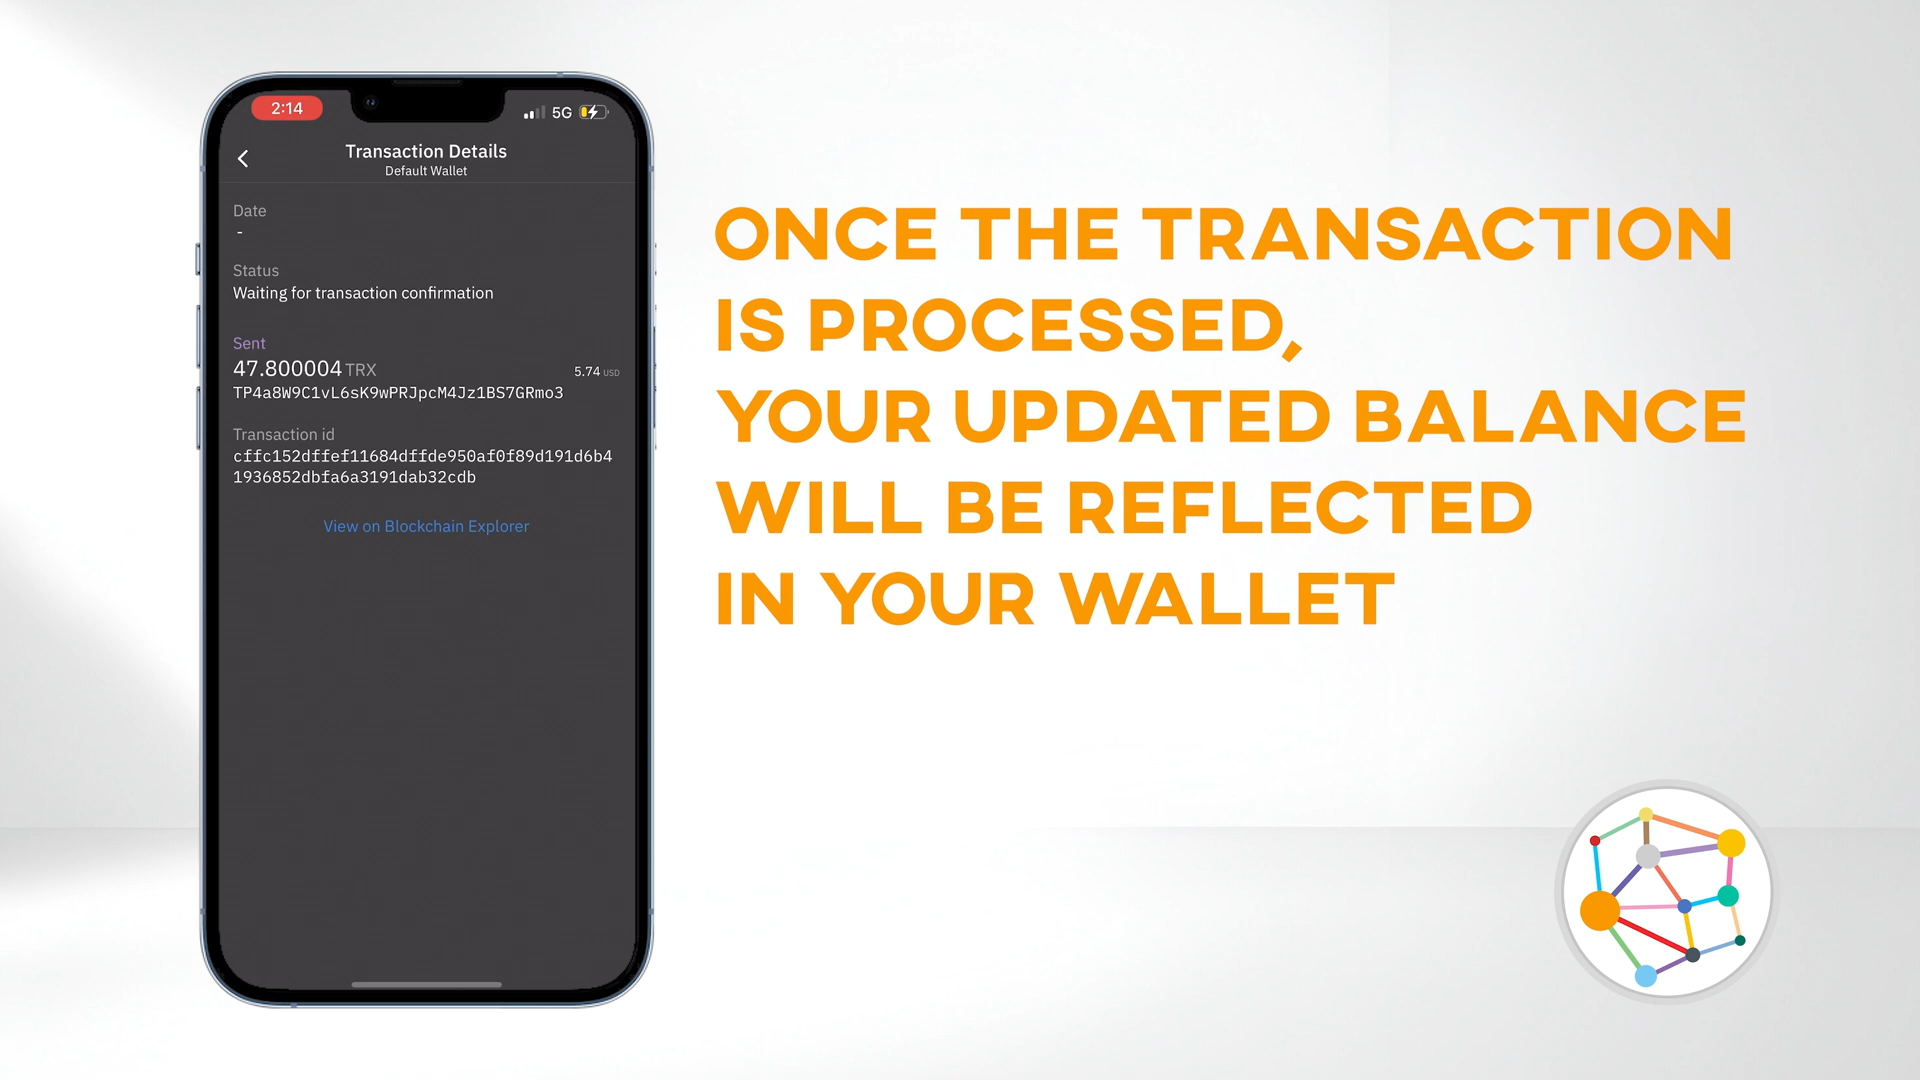 2:14
5G
Transaction Details
Default Wallet
Date
-
Status
Waiting for transaction confirmation
Sent
47.800004 TRX 5.74 USD
TP4a8W9C1vL6sK9wPRJpcM4Jz1BS7GRmo3
Transaction id
cffc152dffef11684dffde950af0f89d191d6b4
1936852dbfa6a3191dab32cdb
View on Blockchain Explorer
ONCE THE TRANSACTION
IS PROCESSED,
YOUR UPDATED BALANCE
WILL BE REFLECTED
IN YOUR WALLET